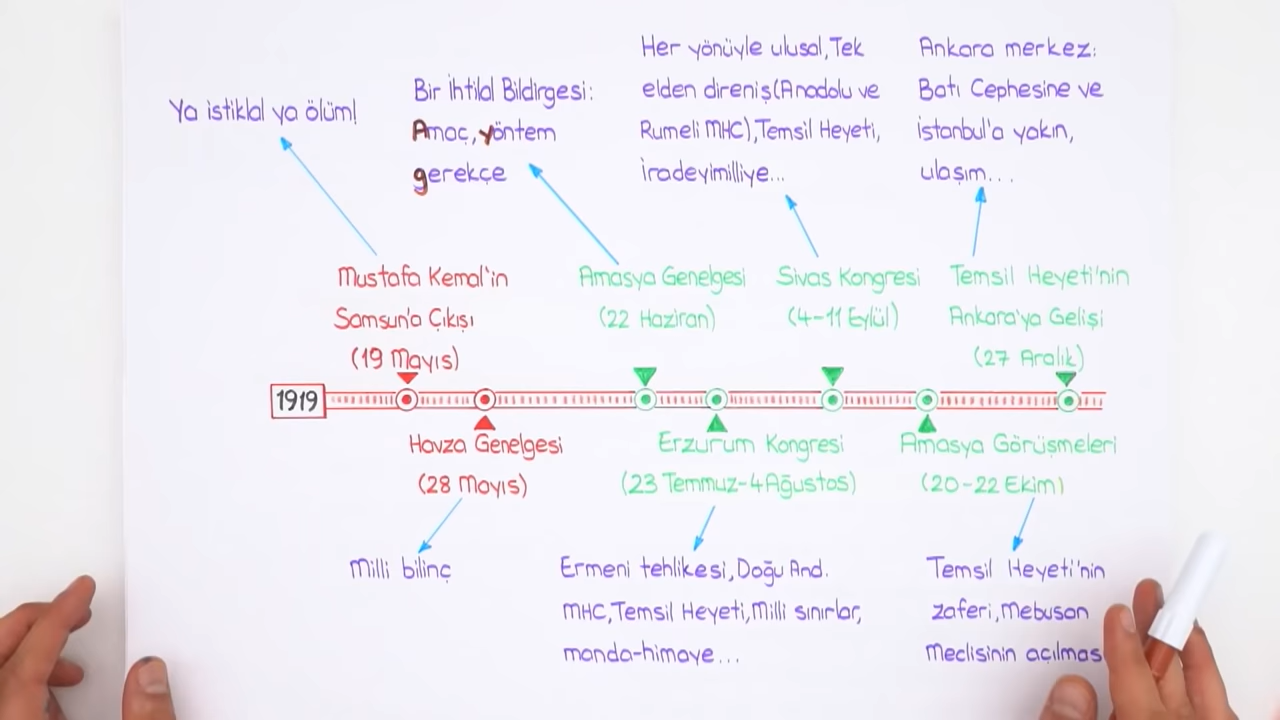 Ya istiklal ya ölüm!
Bir İhtilal Bildirgesi:
Amaç, yöntem
gerekçe
Her yönüyle ulusal, Tek
elden direniş(Anadolu ve
Rumeli MHC), Temsil Heyeti,
İradeyimilliye...
Ankara merkez:
Batı Cephesine ve
İstanbul'a yakın,
ulaşım...
Mustafa Kemal'in
Samsun'a Çıkışı
(19 Mayıs)
Amasya Genelgesi
(22 Haziran)
Sivas Kongresi
(4-11 Eylül)
Temsil Heyeti'nin
Ankara'ya Gelişi
(27 Aralık)
1919
Havza Genelgesi
(28 Mayıs)
Erzurum Kongresi
(23 Temmuz-4 Ağustos)
Amasya Görüşmeleri
(20-22 Ekim)
Milli bilinç
Ermeni tehlikesi, Doğu And.
MHC, Temsil Heyeti, Milli sınırlar,
manda-himaye...
Temsil Heyeti'nin
zaferi, Mebusan
Meclisinin açılmas